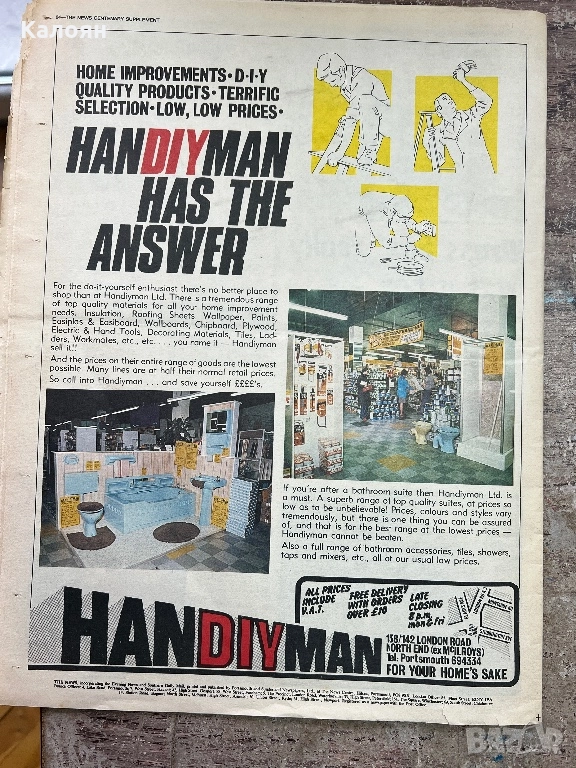 Калоян
54—THE NEWS CENTENARY SUPPLEMENT
HOME IMPROVEMENTS·D-I-Y
QUALITY PRODUCTS·TERRIFIC
SELECTION·LOW, LOW PRICES·
HANDIYMAN
HAS THE
ANSWER
For the do-it-yourself enthusiast there's no better place to
shop than at Handiyman Ltd. There is a tremendous range
of top quality materials for all your home improvement
needs. Insulation, Roofing Sheets, Wallpaper, Paints,
Easiplas & Easiboard, Wallboards, Chipboard, Plywood,
Electric & Hand Tools, Decorating Materials, Tiles, Lad-
ders, Workmates, etc., etc. . . . you name it — Handiyman
sell it!!
And the prices on their entire range of goods are the lowest
possible. Many lines are at half their normal retail prices.
So call into Handiyman . . . and save yourself ££££'s.
If you're after a bathroom suite then Handiyman Ltd. is
a must. A superb range of top quality suites, at prices so
low as to be unbelievable! Prices, colours and styles vary
tremendously, but there is one thing you can be assured
of, and that is for the best range at the lowest prices —
Handiyman cannot be beaten.
Also a full range of bathroom accessories, tiles, showers,
taps and mixers, etc., all at our usual low prices.
HANDIYMAN
ALL PRICES
INCLUDE
V.A.T.
FREE DELIVERY
WITH ORDERS
OVER £10
LATE
CLOSING
8 p.m.
mon & fri
138/142 LONDON ROAD
NORTH END (ex McILROYS)
Tel: Portsmouth 694334
FOR YOUR HOME'S SAKE
bazar